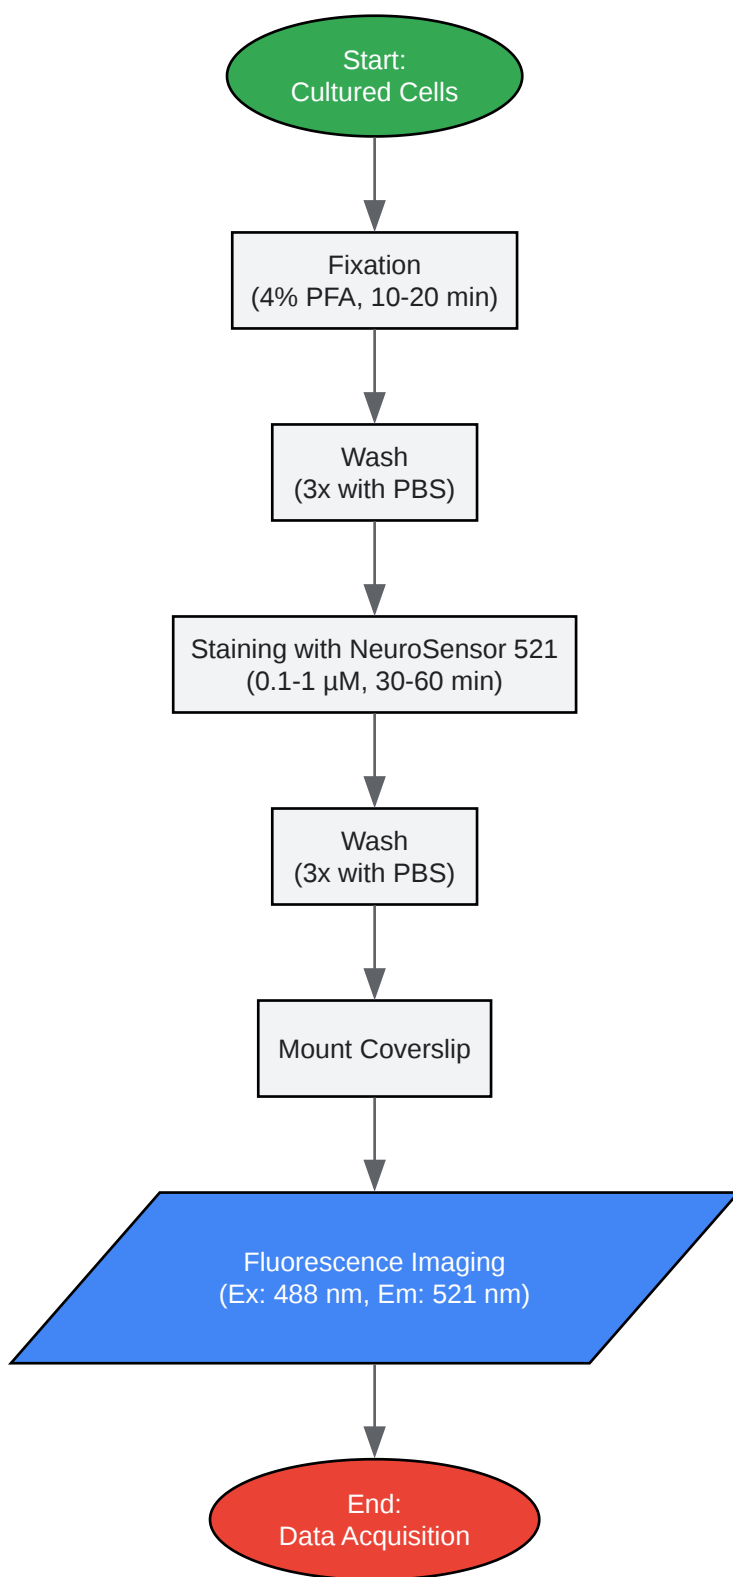 Start:
Cultured Cells
Fixation
(4% PFA, 10-20 min)
Wash
(3x with PBS)
Staining with NeuroSensor 521
(0.1-1 µM, 30-60 min)
Wash
(3x with PBS)
Mount Coverslip
Fluorescence Imaging
(Ex: 488 nm, Em: 521 nm)
End:
Data Acquisition